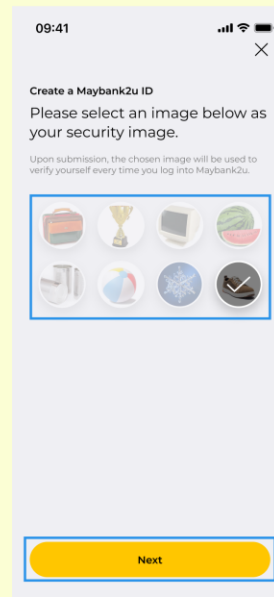 09:41
Create a Maybank2u ID
Please select an image below as
your security image.
Upon submission, the chosen image will be used to
verify yourself every time you log into Maybank2u.
Next